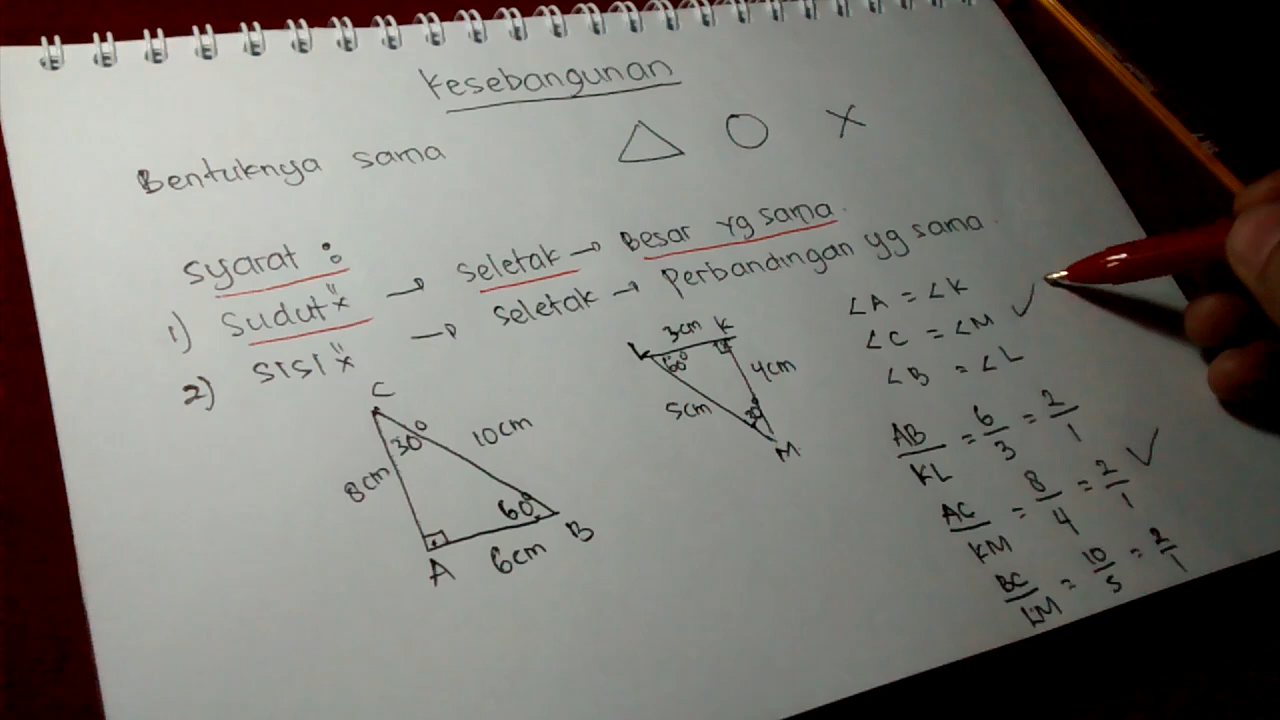 Kesebangunan
Bentuknya sama
Syarat :
1) Sudut" x → seletak → Besar yg sama.
2) sisi" x → seletak → Perbandingan yg sama.
C
30°
10cm
8cm
60°
A
6cm
B
3cm
K
L
60°
4cm
5cm
30°
M
∠A = ∠K
∠C = ∠M ✓
∠B = ∠L
AB/KL = 6/3 = 2/1
AC/KM = 8/4 = 2/1 ✓
BC/LM = 10/5 = 2/1